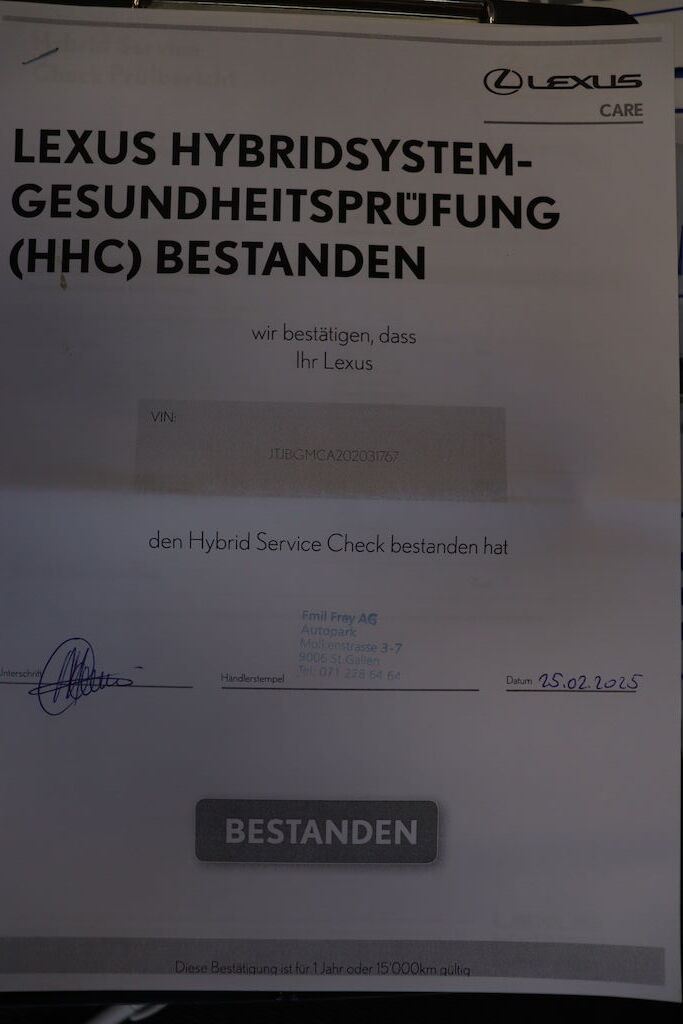 LEXUS
CARE
LEXUS HYBRIDSYSTEM-
GESUNDHEITSPRÜFUNG
(HHC) BESTANDEN
wir bestätigen, dass
Ihr Lexus
VIN:
JTJBGMCA202031767
den Hybrid Service Check bestanden hat
Emil Frey AG
Autopark
Molkenstrasse 3-7
9006 St.Gallen
Tel: 071 228 64 64
Unterschrift
Händlerstempel
Datum 25.02.2025
BESTANDEN
Diese Bestätigung ist für 1 Jahr oder 15'000km gültig